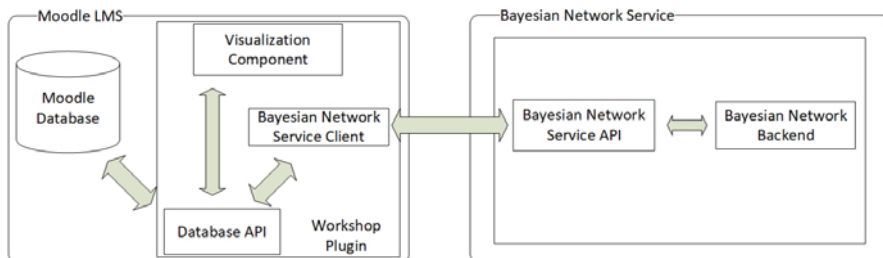 Moodle LMS
Moodle
Database
Visualization
Component
Bayesian Network
Service Client
Database API
Workshop
Plugin
Bayesian Network Service
Bayesian Network
Service API
Bayesian Network
Backend